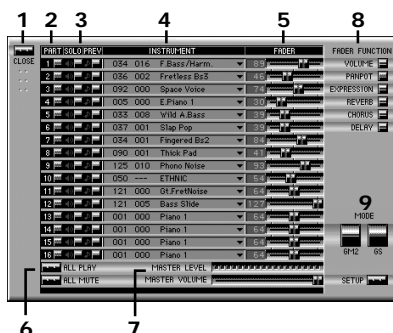 1 2 3 4 5 8
PART SOLO PREV INSTRUMENT FADER FADER FUNCTION
CLOSE
1 034 016 F.Bass/Harm. 89
2 036 002 Fretless Bs3 46
3 092 000 Space Voice 74
4 005 000 E.Piano 1 30
5 033 008 Wild A.Bass 39
6 037 001 Slap Pop 39
7 034 001 Fingered Bs2 84
8 090 001 Thick Pad 41
9 125 010 Phono Noise 93
10 050 --- ETHNIC 64
11 121 000 Gt.FretNoise 64
12 121 005 Bass Slide 127
13 001 000 Piano 1 64
14 001 000 Piano 1 64
15 001 000 Piano 1 64
16 001 000 Piano 1 64
VOLUME
PANPOT
EXPRESSION
REVERB
CHORUS
DELAY
9
MODE
GM2 GS
ALL PLAY MASTER LEVEL
ALL MUTE MASTER VOLUME SETUP
6 7